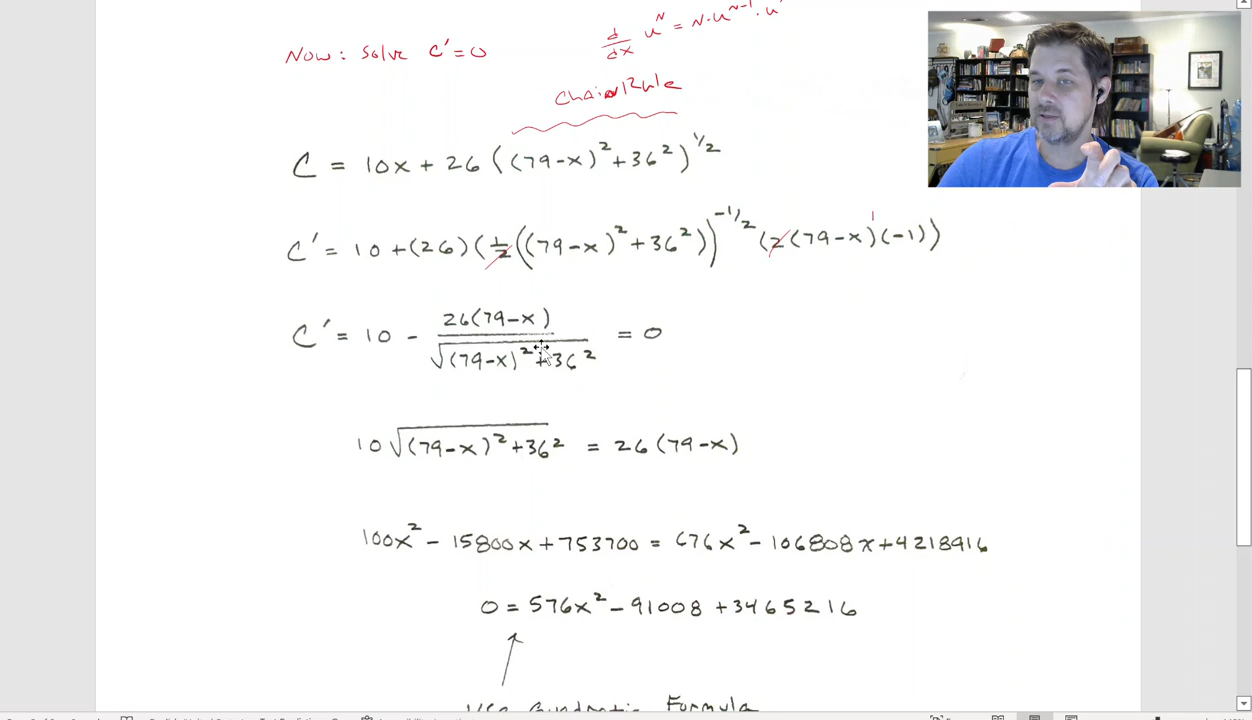 d/dx u^N = N·u^N-1·u'
Now: Solve C'=0
Chain Rule
C = 10x + 26 ((79-x)^2 + 36^2)^1/2
C' = 10 + (26)(1/2((79-x)^2 + 36^2))^-1/2 (2(79-x)^1(-1))
C' = 10 - 26(79-x) / √(79-x)^2 + 36^2 = 0
10√(79-x)^2 + 36^2 = 26(79-x)
100x^2 - 15800x + 753700 = 676x^2 - 106808x + 4218916
0 = 576x^2 - 91008 + 3465216
Use Quadratic Formula